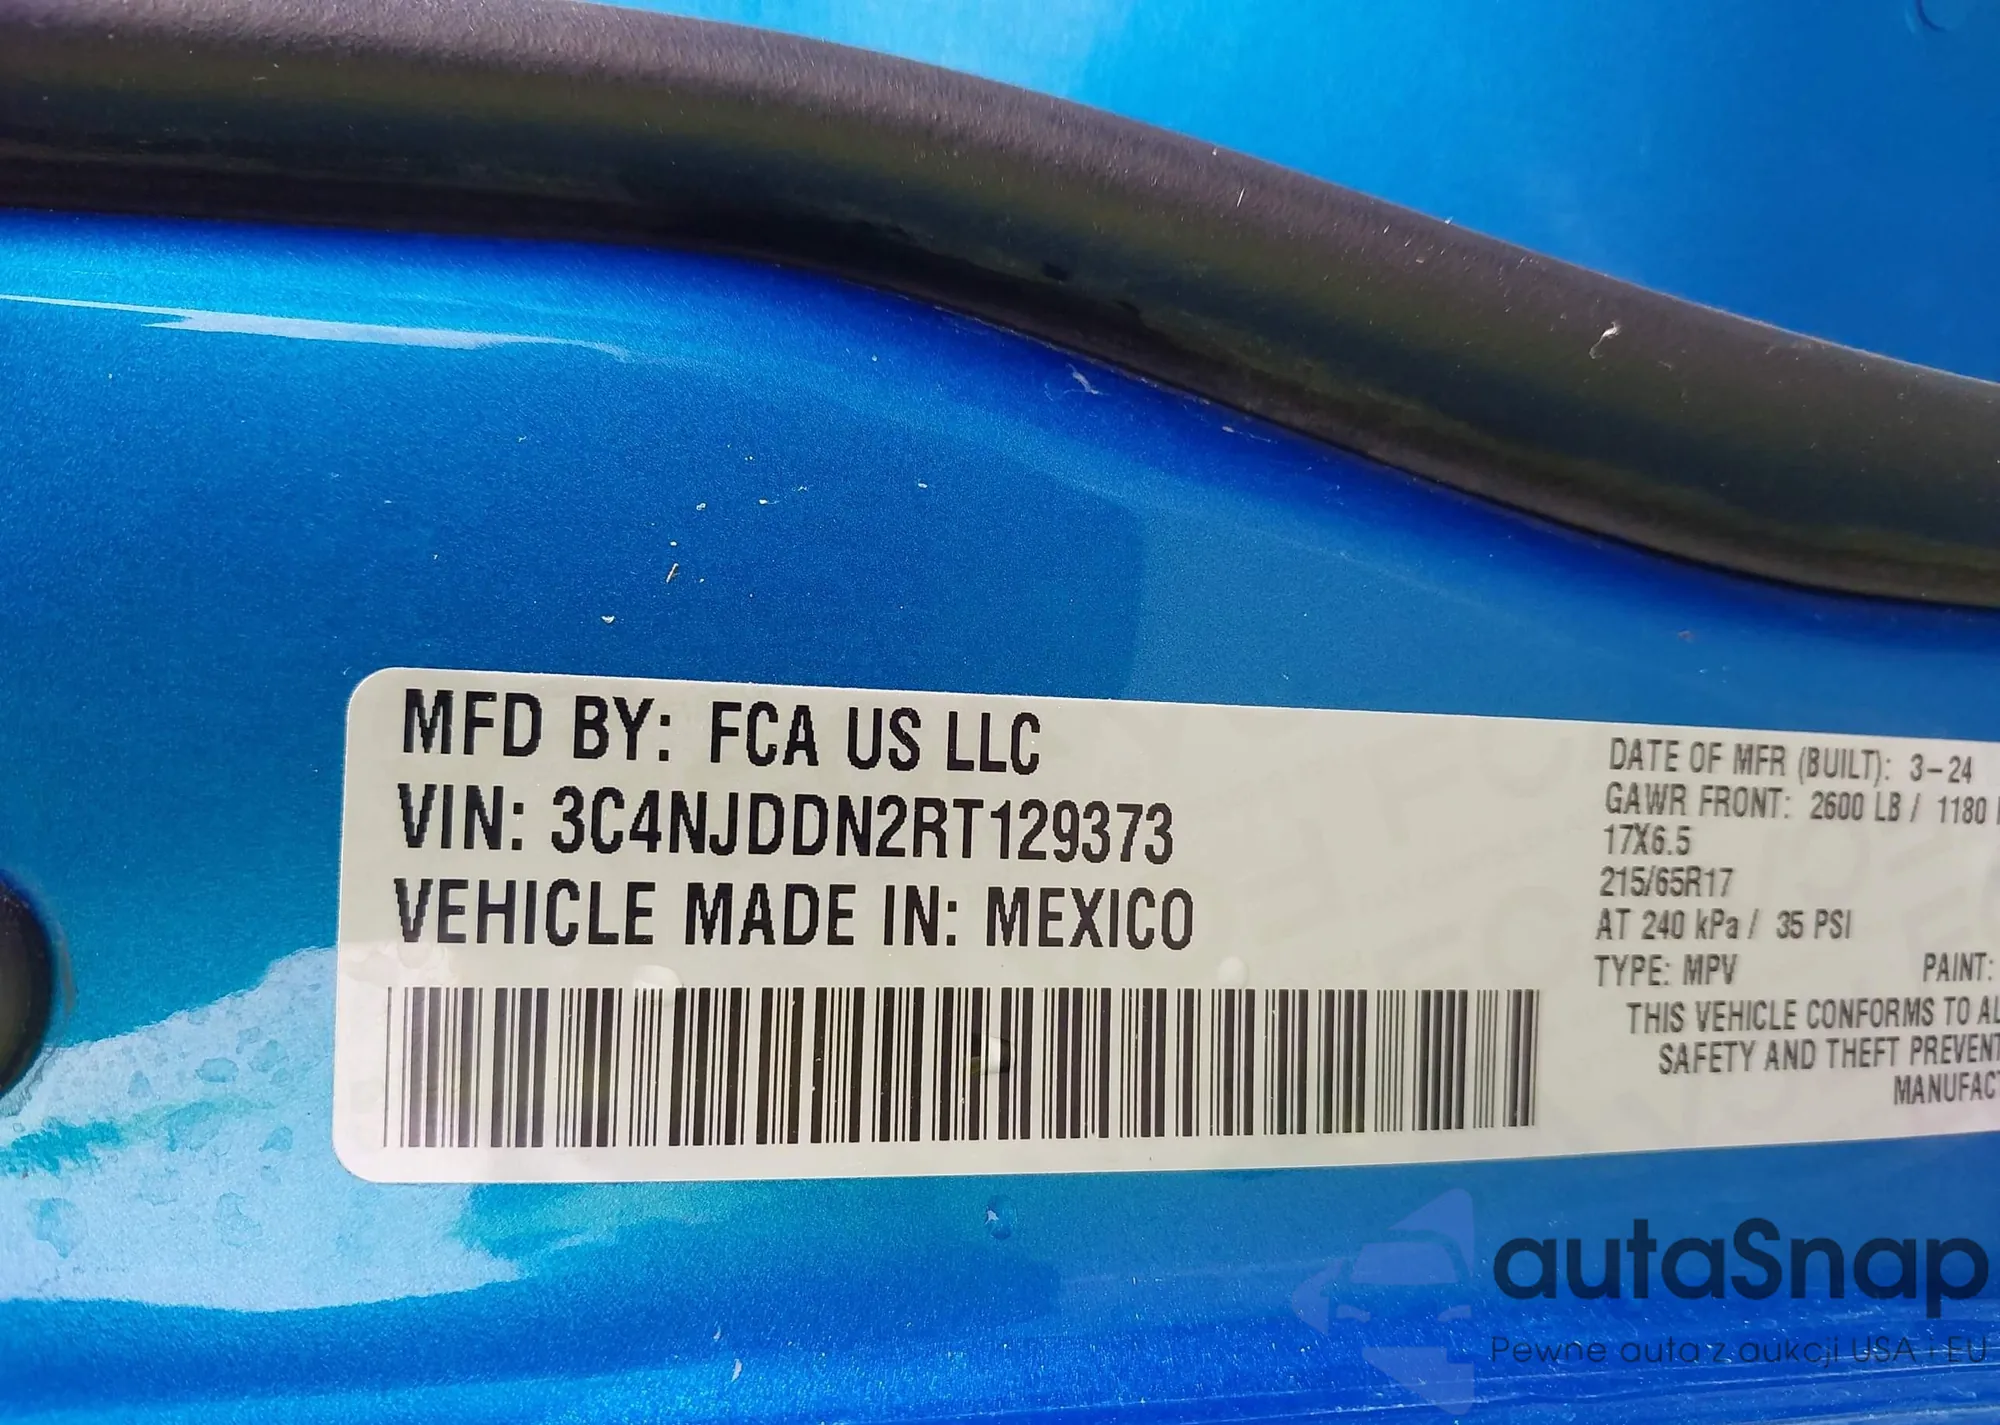 MFD BY: FCA US LLC
VIN: 3C4NJDDN2RT129373
VEHICLE MADE IN: MEXICO
DATE OF MFR (BUILT): 3-24
GAWR FRONT: 2600 LB / 1180
17X6.5
215/65R17
AT 240 kPa / 35 PSI
TYPE: MPV PAINT:
THIS VEHICLE CONFORMS TO
SAFETY AND THEFT PREVENT
MANUFACT
autaSnap
Pewne auta z aukcji USA i EU